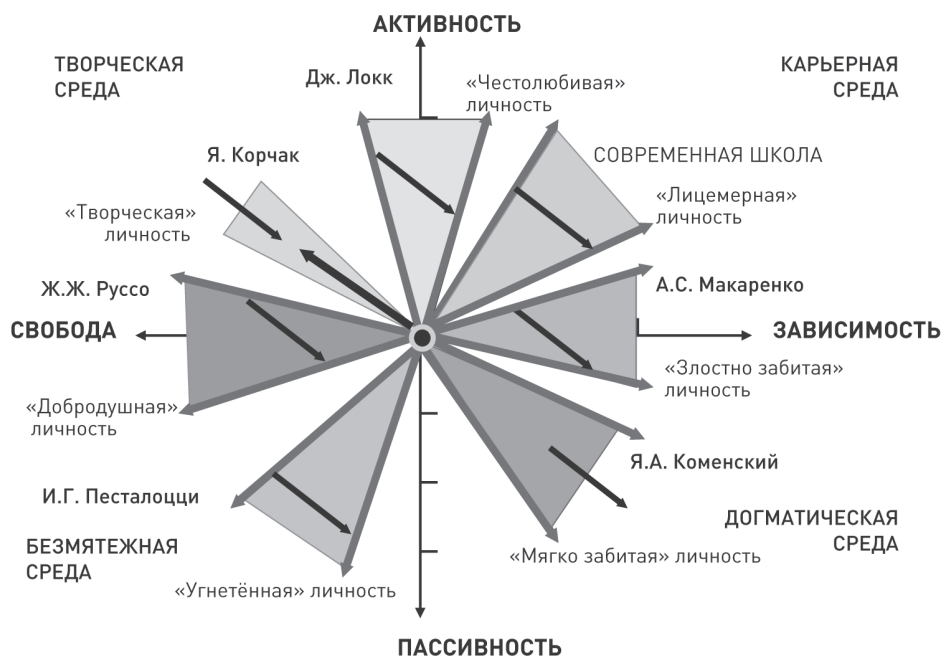 АКТИВНОСТЬ
ТВОРЧЕСКАЯ
СРЕДА
КАРЬЕРНАЯ
СРЕДА
Дж. Локк
«Честолюбивая»
личность
Я. Корчак
СОВРЕМЕННАЯ ШКОЛА
«Творческая»
личность
«Лицемерная»
личность
Ж.Ж. Руссо
А.С. Макаренко
СВОБОДА
ЗАВИСИМОСТЬ
«Злостно забитая»
личность
«Добродушная»
личность
Я.А. Коменский
И.Г. Песталоцци
ДОГМАТИЧЕСКАЯ
СРЕДА
БЕЗМЯТЕЖНАЯ
СРЕДА
«Мягко забитая» личность
«Угнетённая» личность
ПАССИВНОСТЬ